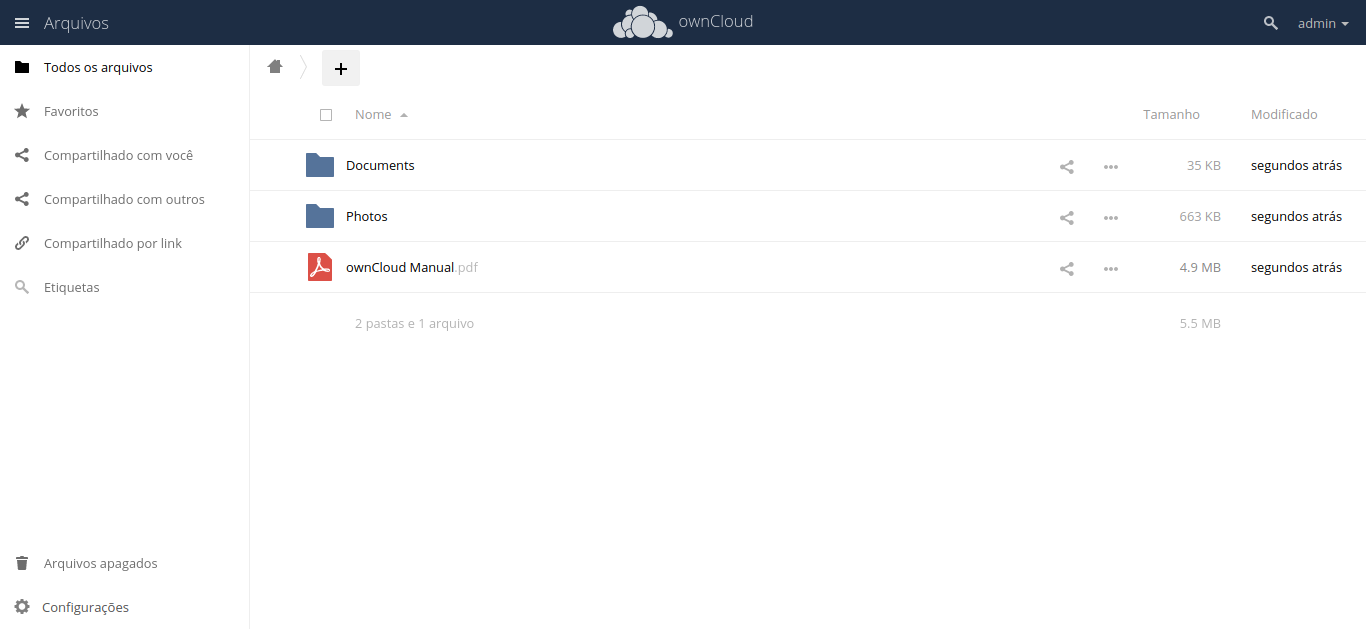 Arquivos
ownCloud
admin
Todos os arquivos
Favoritos
Compartilhado com você
Compartilhado com outros
Compartilhado por link
Etiquetas
Arquivos apagados
Configurações
+
Nome Tamanho Modificado
Documents 35 KB segundos atrás
Photos 663 KB segundos atrás
ownCloud Manual.pdf 4.9 MB segundos atrás
2 pastas e 1 arquivo 5.5 MB